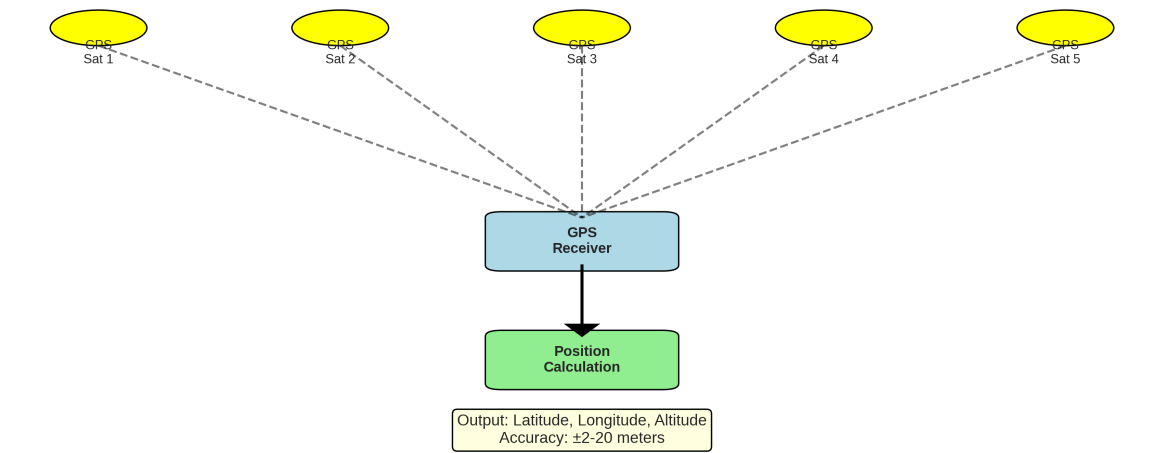 GPS
Sat 1
GPS
Sat 2
GPS
Sat 3
GPS
Sat 4
GPS
Sat 5
GPS
Receiver
Position
Calculation
Output: Latitude, Longitude, Altitude
Accuracy: ±2-20 meters